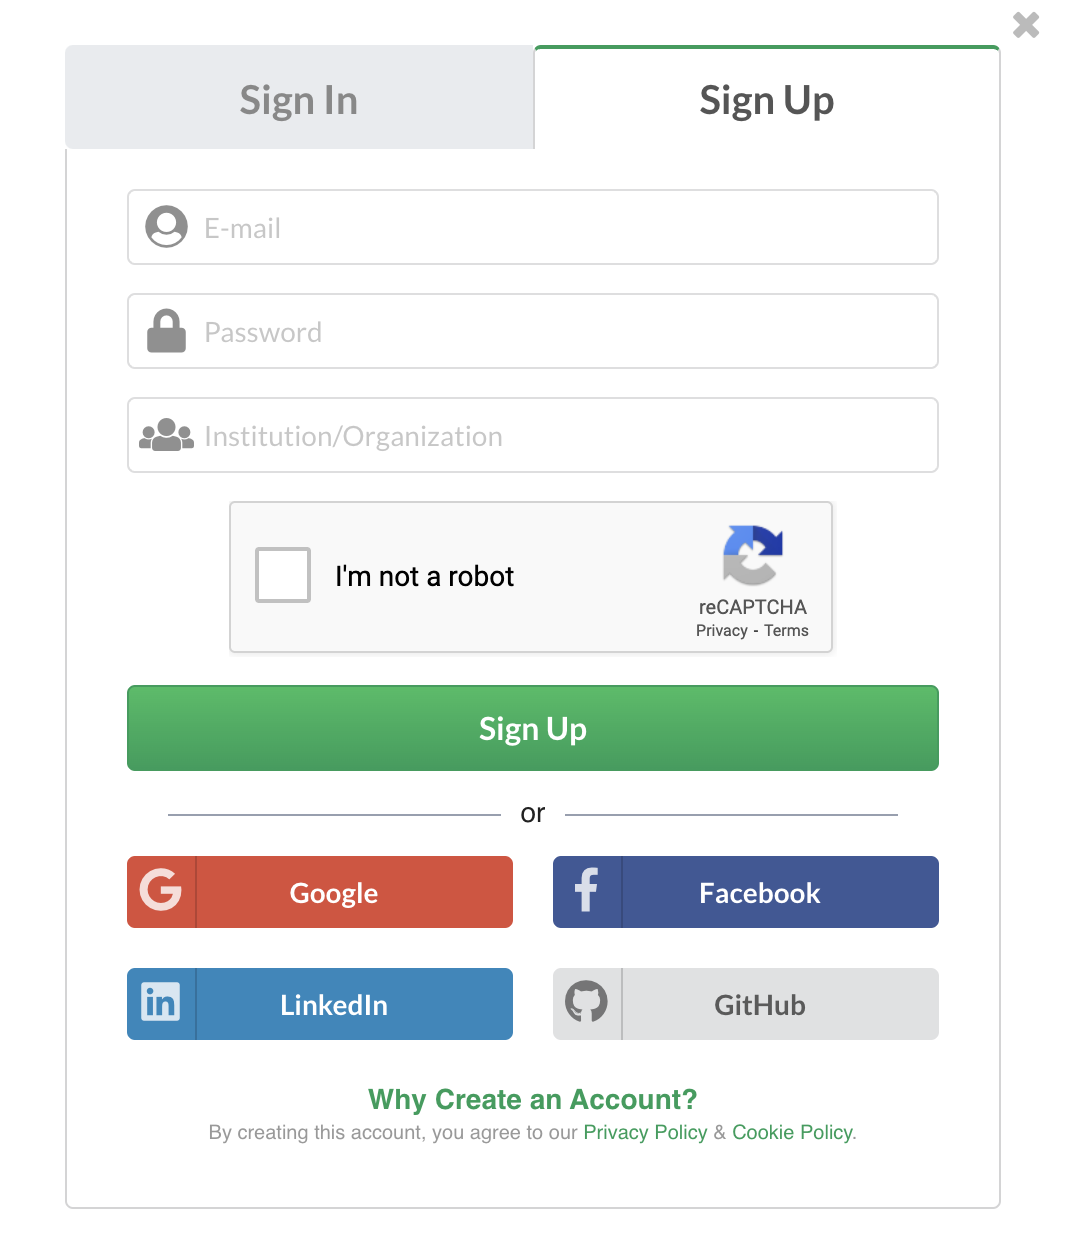 Sign In
Sign Up
E-mail
Password
Institution/Organization
I'm not a robot
reCAPTCHA
Privacy - Terms
Sign Up
or
Google
Facebook
LinkedIn
GitHub
Why Create an Account?
By creating this account, you agree to our Privacy Policy & Cookie Policy.